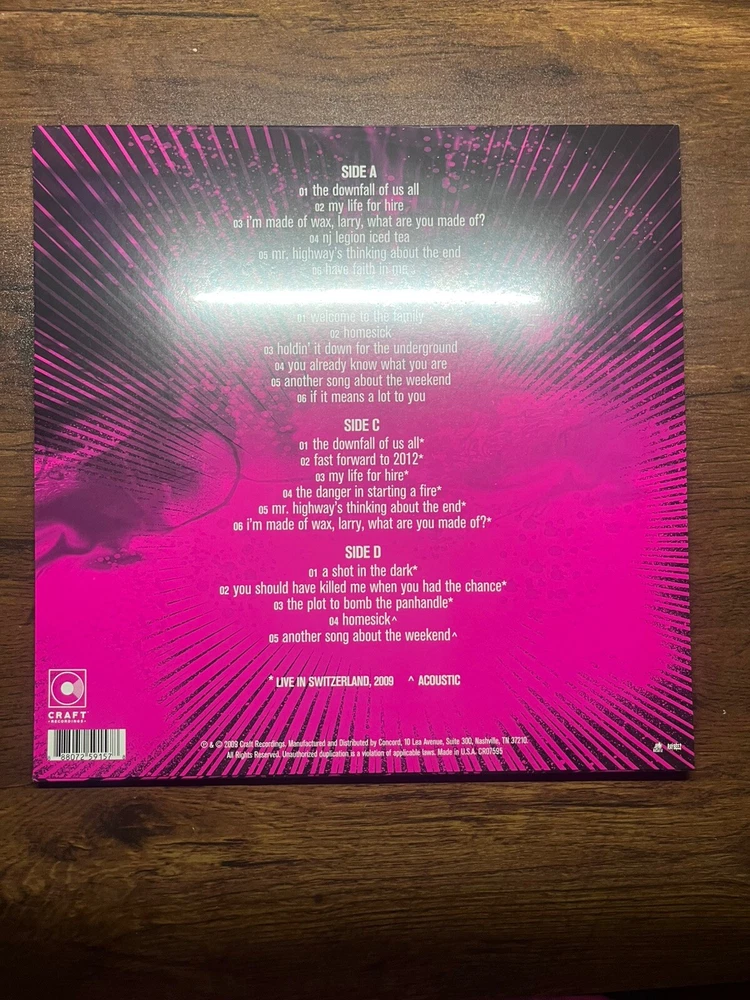 SIDE A
01 the downfall of us all
02 my life for hire
03 i'm made of wax, larry, what are you made of?
04 nj legion iced tea
05 mr. highway's thinking about the end
06 have faith in me
01 welcome to the family
02 homesick
03 holdin' it down for the underground
04 you already know what you are
05 another song about the weekend
06 if it means a lot to you
SIDE C
01 the downfall of us all*
02 fast forward to 2012*
03 my life for hire*
04 the danger in starting a fire*
05 mr. highway's thinking about the end*
06 i'm made of wax, larry, what are you made of?*
SIDE D
01 a shot in the dark*
02 you should have killed me when you had the chance*
03 the plot to bomb the panhandle*
04 homesick^
05 another song about the weekend^
* LIVE IN SWITZERLAND, 2009 ^ ACOUSTIC
CRAFT
RECORDINGS
88072 59157
℗ & © 2009 Craft Recordings. Manufactured and Distributed by Concord, 10 Lea Avenue, Suite 300, Nashville, TN 37210.
All Rights Reserved. Unauthorized duplication is a violation of applicable laws. Made in U.S.A. CR07595